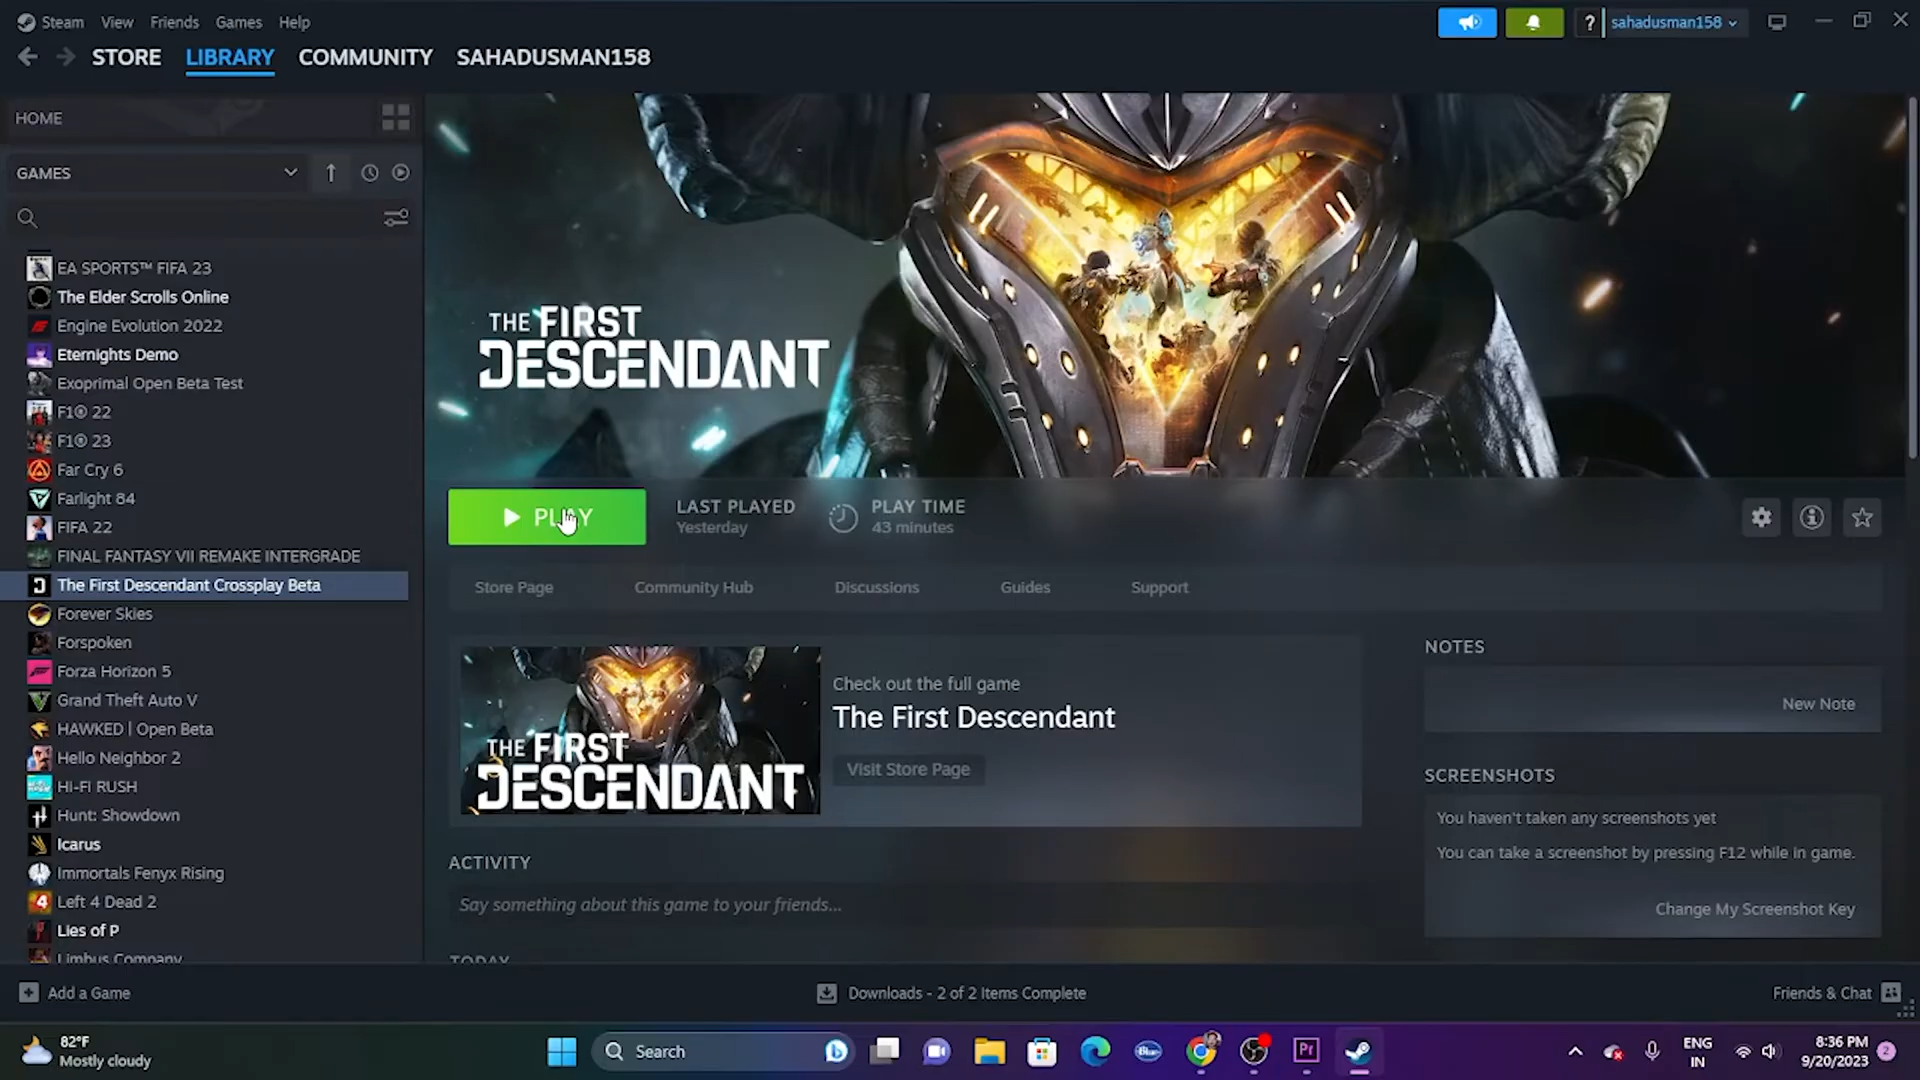 Steam View Friends Games Help
? sahadusman158
STORE LIBRARY COMMUNITY SAHADUSMAN158
HOME
GAMES
EA SPORTS™ FIFA 23
The Elder Scrolls Online
Engine Evolution 2022
Eternights Demo
Exoprimal Open Beta Test
F1® 22
F1® 23
Far Cry 6
Farlight 84
FIFA 22
FINAL FANTASY VII REMAKE INTERGRADE
The First Descendant Crossplay Beta
Forever Skies
Forspoken
Forza Horizon 5
Grand Theft Auto V
HAWKED | Open Beta
Hello Neighbor 2
Hi-Fi RUSH
Hunt: Showdown
Icarus
Immortals Fenyx Rising
Left 4 Dead 2
Lies of P
Limbus Company
THE FIRST
DESCENDANT
PLAY
LAST PLAYED
Yesterday
PLAY TIME
43 minutes
Store Page Community Hub Discussions Guides Support
THE FIRST
DESCENDANT
Check out the full game
The First Descendant
Visit Store Page
ACTIVITY
Say something about this game to your friends...
TODAY
NOTES
New Note
SCREENSHOTS
You haven't taken any screenshots yet
You can take a screenshot by pressing F12 while in game.
Change My Screenshot Key
Add a Game
Downloads - 2 of 2 Items Complete
Friends & Chat
82°F
Mostly cloudy
Search
Pr
ENG
IN
8:36 PM
9/20/2023
2